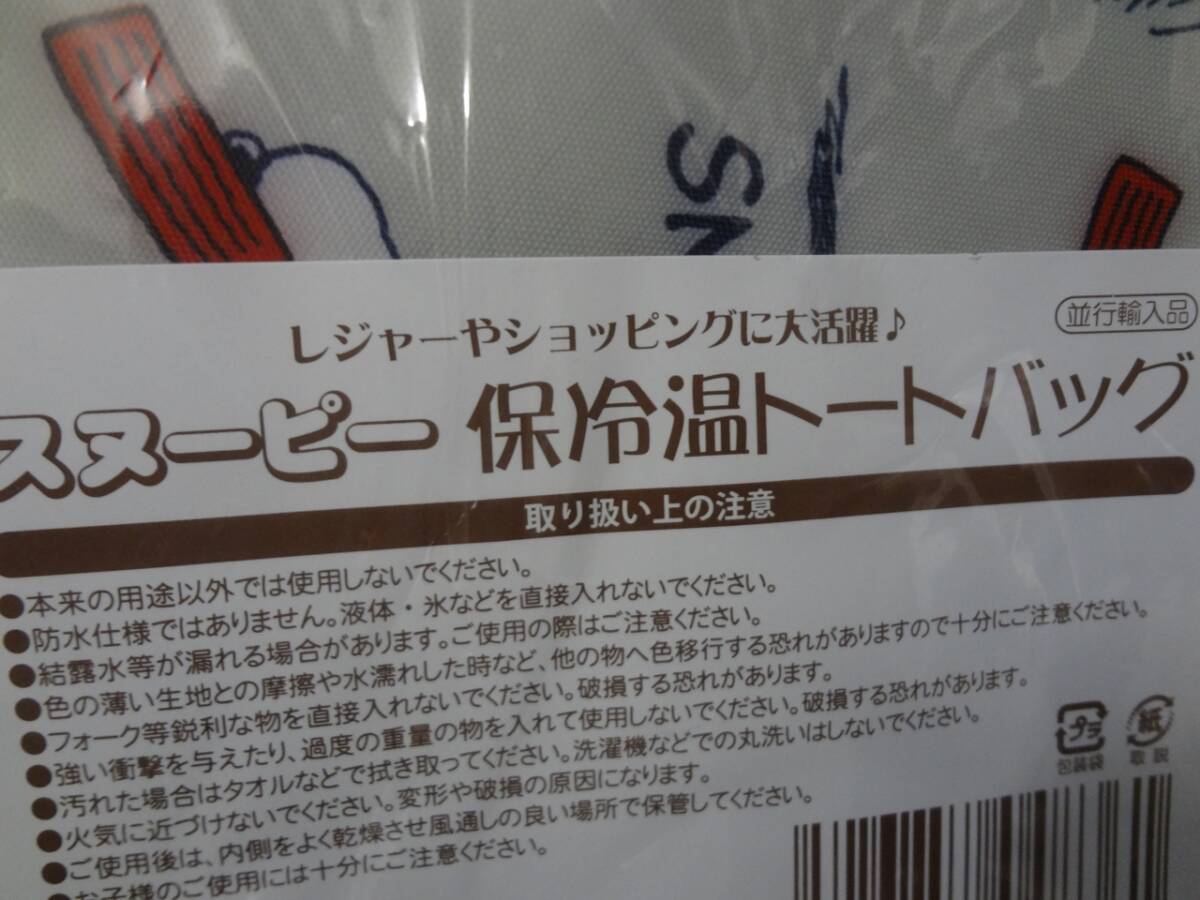 SN
並行輸入品
レジャーやショッピングに大活躍♪
スヌーピー 保冷温トートバッグ
取り扱い上の注意
●本来の用途以外では使用しないでください。
●防水仕様ではありません。液体・氷などを直接入れないでください。
●結露水等が漏れる場合があります。ご使用の際はご注意ください。
●色の薄い生地との摩擦や水濡れした時など、他の物へ色移行する恐れがありますので十分にご注意ください。
●フォーク等鋭利な物を直接入れないでください。破損する恐れがあります。
●強い衝撃を与えたり、過度の重量の物を入れて使用しないでください。破損する恐れがあります。
●汚れた場合はタオルなどで拭き取ってください。洗濯機などでの丸洗いはしないでください。
●火気に近づけないでください。変形や破損の原因になります。
●ご使用後は、内側をよく乾燥させ風通しの良い場所で保管してください。
●お子様のご使用には十分にご注意ください。
プラ
包装袋
紙
取説